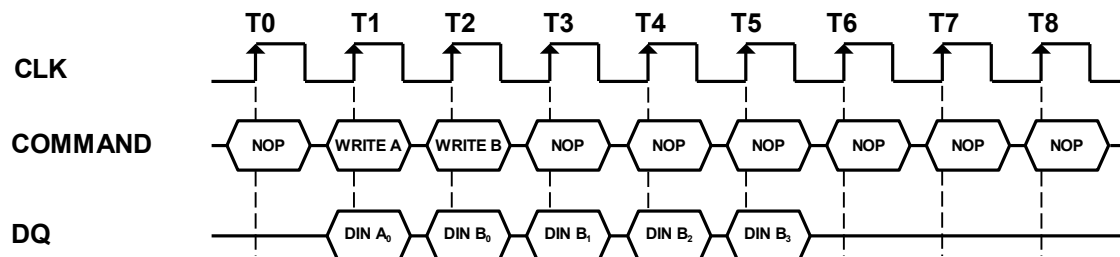 T0 T1 T2 T3 T4 T5 T6 T7 T8
CLK
COMMAND NOP WRITE A WRITE B NOP NOP NOP NOP NOP NOP
DQ DIN A₀ DIN B₀ DIN B₁ DIN B₂ DIN B₃